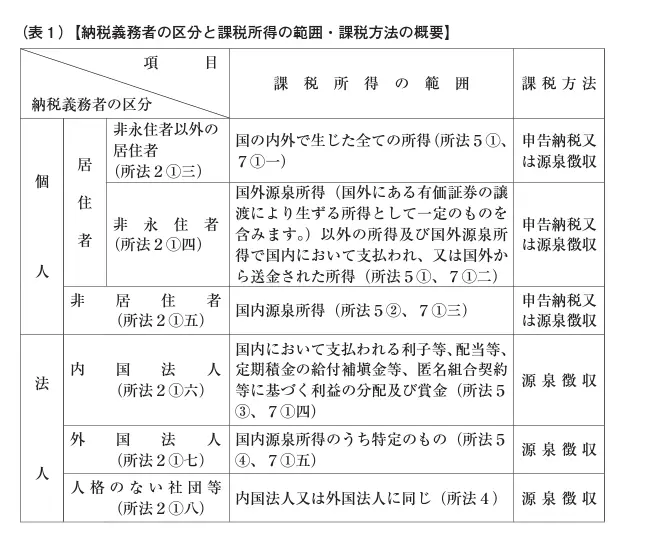 (表1)【納税義務者の区分と課税所得の範囲・課税方法の概要】
項目
納税義務者の区分
課税所得の範囲
課税方法
個人
居住者
非永住者以外の
居住者
(所法2①三)
国の内外で生じた全ての所得(所法5①、
7①一)
申告納税又
は源泉徴収
非永住者
(所法2①四)
国外源泉所得(国外にある有価証券の譲
渡により生ずる所得として一定のものを
含みます。)以外の所得及び国外源泉所
得で国内において支払われ、又は国外か
ら送金された所得(所法5①、7①二)
申告納税又
は源泉徴収
非居住者
(所法2①五)
国内源泉所得(所法5②、7①三)
申告納税又
は源泉徴収
法人
内国法人
(所法2①六)
国内において支払われる利子等、配当等、
定期積金の給付補塡金等、匿名組合契約
等に基づく利益の分配及び賞金(所法5
③、7①四)
源泉徴収
外国法人
(所法2①七)
国内源泉所得のうち特定のもの(所法5
④、7①五)
源泉徴収
人格のない社団等
(所法2①八)
内国法人又は外国法人に同じ(所法4)
源泉徴収